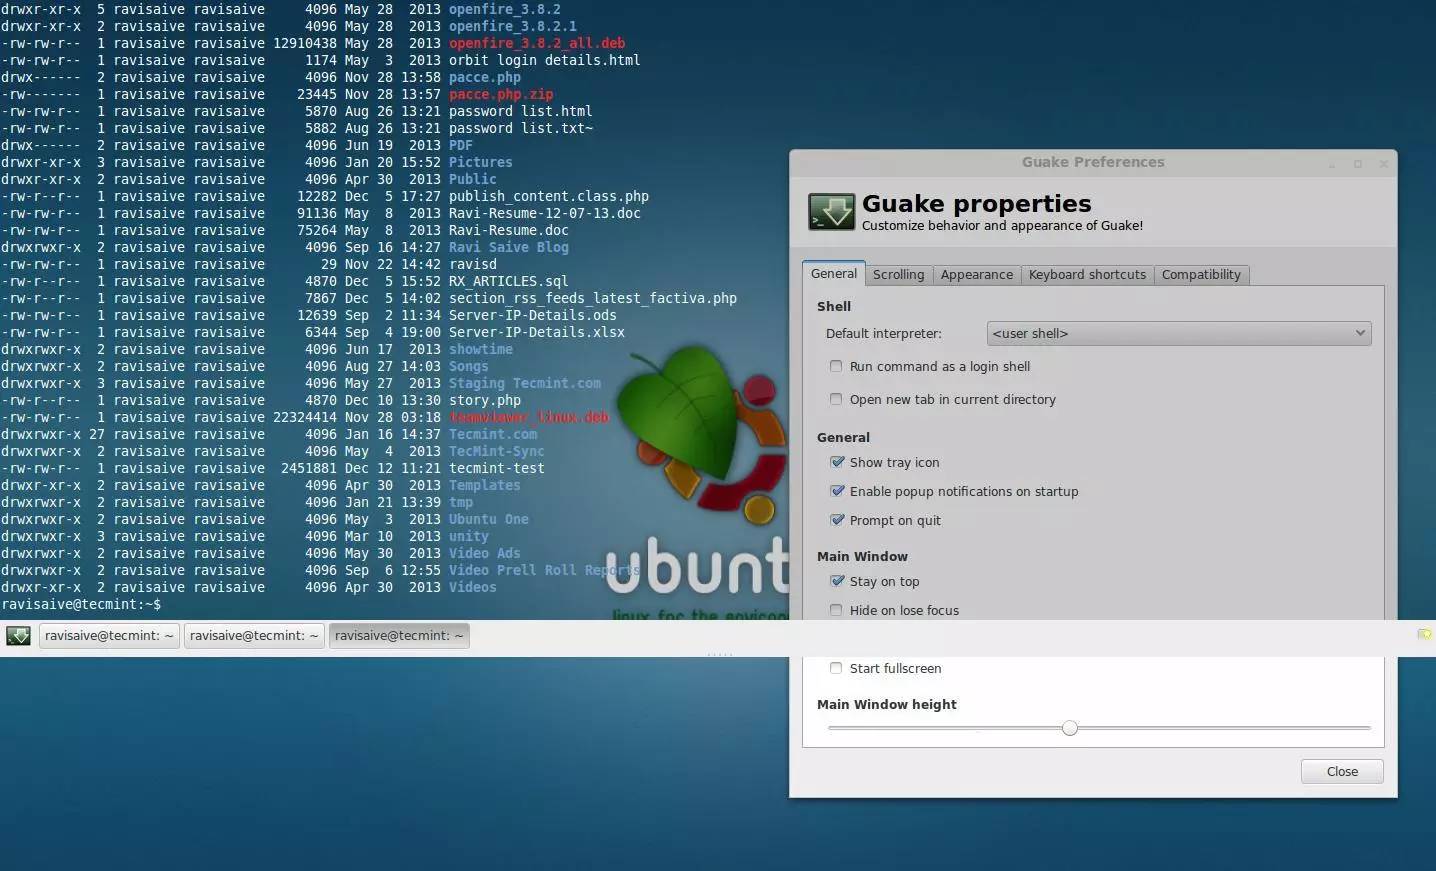 drwxr-xr-x  5 ravisaive ravisaive     4096 May 28  2013 openfire_3.8.2
drwxrwxr-x  2 ravisaive ravisaive     4096 May 28  2013 openfire_3.8.2.1
-rw-rw-r--  1 ravisaive ravisaive 12910438 May 28  2013 openfire_3.8.2_all.deb
-rw-rw-r--  1 ravisaive ravisaive     1174 May  3  2013 orbit login details.html
drwx------  2 ravisaive ravisaive     4096 Nov 28 13:58 pacce.php
-rw-------  1 ravisaive ravisaive    23445 Nov 28 13:57 pacce.php.zip
-rw-rw-r--  1 ravisaive ravisaive     5870 Aug 26 13:21 password list.html
-rw-rw-r--  1 ravisaive ravisaive     5882 Aug 26 13:21 password list.txt~
drwx------  2 ravisaive ravisaive     4096 Jun 19  2013 PDF
drwxr-xr-x  3 ravisaive ravisaive     4096 Jan 20 15:52 Pictures
drwxr-xr-x  2 ravisaive ravisaive     4096 Apr 30  2013 Public
-rw-r--r--  1 ravisaive ravisaive    12282 Dec  5 17:27 publish_content.class.php
-rw-rw-r--  1 ravisaive ravisaive    91136 May  8  2013 Ravi-Resume-12-07-13.doc
-rw-rw-r--  1 ravisaive ravisaive    75264 May  8  2013 Ravi-Resume.doc
drwxrwxr-x  2 ravisaive ravisaive     4096 Sep 16 14:27 Ravi Saive Blog
-rw-rw-r--  1 ravisaive ravisaive       29 Nov 22 14:42 ravisd
-rw-rw-r--  1 ravisaive ravisaive     4870 Dec  5 15:52 RX_ARTICLES.sql
-rw-r--r--  1 ravisaive ravisaive     7867 Dec  5 14:02 section_rss_feeds_latest_factiva.php
-rw-rw-r--  1 ravisaive ravisaive    12639 Sep  2 11:34 Server-IP-Details.ods
-rw-rw-r--  1 ravisaive ravisaive     6344 Sep  4 19:00 Server-IP-Details.xlsx
drwxrwxr-x  2 ravisaive ravisaive     4096 Jun 17  2013 showtime
drwxrwxr-x  2 ravisaive ravisaive     4096 Aug 27 14:03 Songs
drwxrwxr-x  3 ravisaive ravisaive     4096 May 27  2013 Staging Tecmint.com
-rw-r--r--  1 ravisaive ravisaive     4870 Dec 10 13:30 story.php
-rw-rw-r--  1 ravisaive ravisaive 22324414 Nov 28 03:18 teamviewer_linux.deb
drwxrwxr-x 27 ravisaive ravisaive     4096 Jan 16 14:37 Tecmint.com
drwxrwxr-x  2 ravisaive ravisaive     4096 May  4  2013 TecMint-Sync
-rw-rw-r--  1 ravisaive ravisaive  2451881 Dec 12 11:21 tecmint-test
drwxr-xr-x  2 ravisaive ravisaive     4096 Apr 30  2013 Templates
drwxrwxr-x  2 ravisaive ravisaive     4096 Jan 21 13:39 tmp
drwxrwxr-x  2 ravisaive ravisaive     4096 May  3  2013 Ubuntu One
drwxrwxr-x  3 ravisaive ravisaive     4096 Mar 10  2013 unity
drwxrwxr-x  2 ravisaive ravisaive     4096 May 30  2013 Video Ads
drwxrwxr-x  2 ravisaive ravisaive     4096 Sep  6 12:55 Video Prell Roll Reports
drwxr-xr-x  2 ravisaive ravisaive     4096 Apr 30  2013 Videos
ravisaive@tecmint:~$
ubunt
linux for the
ravisaive@tecmint: ~ ravisaive@tecmint: ~ ravisaive@tecmint: ~
Guake Preferences
Guake properties
Customize behavior and appearance of Guake!
General Scrolling Appearance Keyboard shortcuts Compatibility
Shell
Default interpreter: <user shell>
Run command as a login shell
Open new tab in current directory
General
Show tray icon
Enable popup notifications on startup
Prompt on quit
Main Window
Stay on top
Hide on lose focus
Start fullscreen
Main Window height
Close